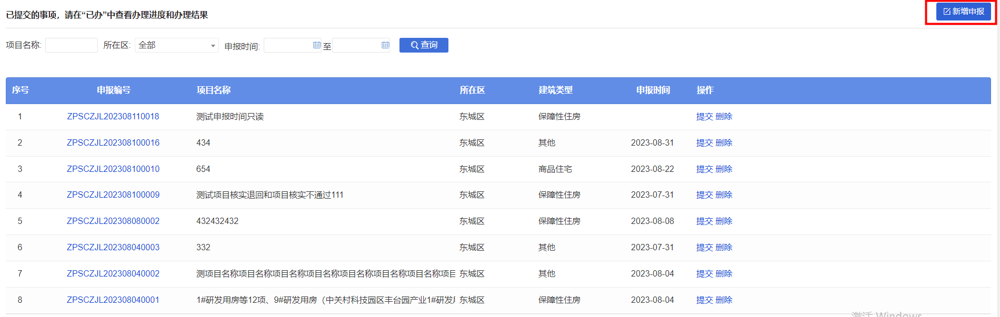 已提交的事项，请在“已办”中查看办理进度和办理结果
新增申报
项目名称: 所在区: 全部 申报时间: 至 查询
序号 申报编号 项目名称 所在区 建筑类型 申报时间 操作
1 ZPSCZJL202308110018 测试申报时间只读 东城区 保障性住房 提交 删除
2 ZPSCZJL202308100016 434 东城区 其他 2023-08-31 提交 删除
3 ZPSCZJL202308100010 654 东城区 商品住宅 2023-08-22 提交 删除
4 ZPSCZJL202308100009 测试项目核实退回和项目核实不通过111 东城区 保障性住房 2023-07-31 提交 删除
5 ZPSCZJL202308080002 432432432 东城区 保障性住房 2023-08-08 提交 删除
6 ZPSCZJL202308040003 332 东城区 其他 2023-07-31 提交 删除
7 ZPSCZJL202308040002 测项目名称项目名称项目名称项目名称项目名称项目名称项目名称项目 东城区 其他 2023-08-04 提交 删除
8 ZPSCZJL202308040001 1#研发用房等12项、9#研发用房（中关村科技园区丰台园产业1#研发 东城区 保障性住房 2023-08-04 提交 删除
激活 Windows